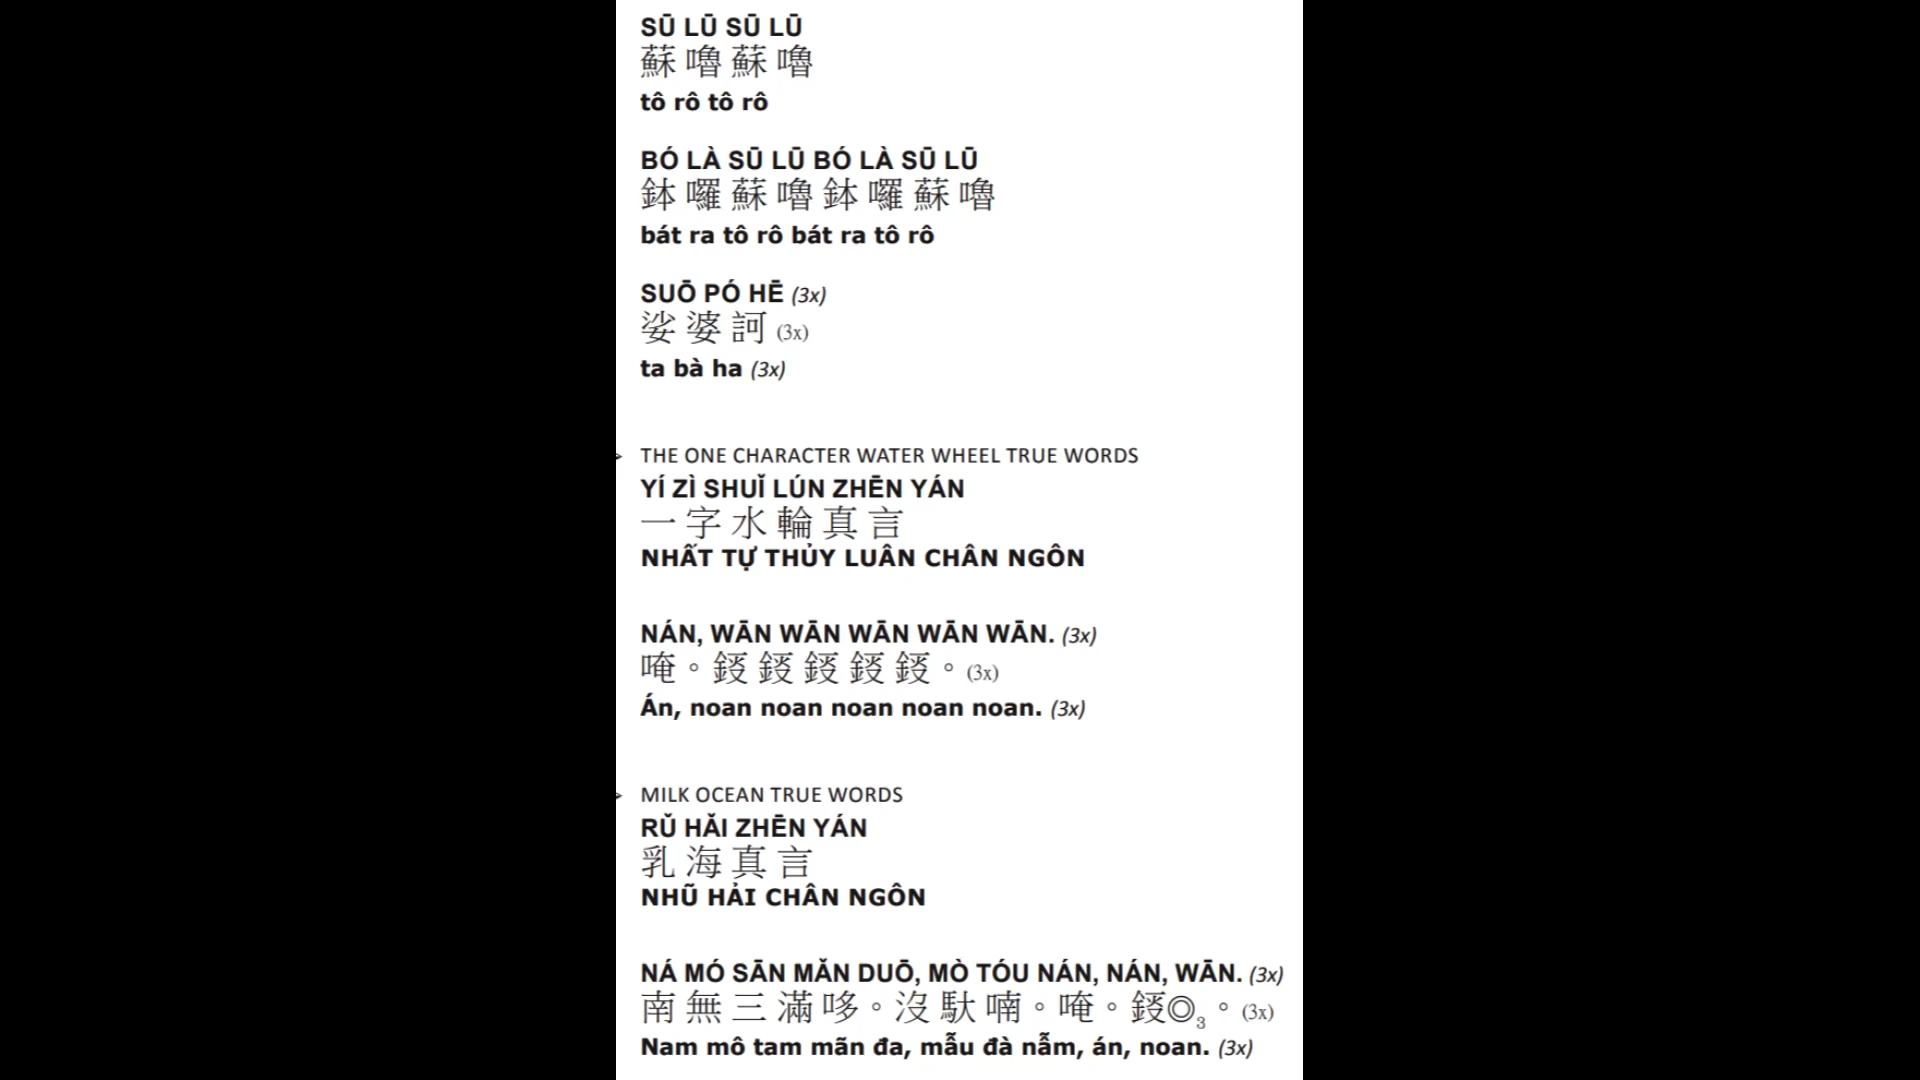 SŪ LŪ SŪ LŪ
蘇 嚕 蘇 嚕
tô rô tô rô
BÓ LÀ SŪ LŪ BÓ LÀ SŪ LŪ
鉢 囉 蘇 嚕 鉢 囉 蘇 嚕
bát ra tô rô bát ra tô rô
SUŌ PÓ HĒ (3x)
娑 婆 訶 (3x)
ta bà ha (3x)
THE ONE CHARACTER WATER WHEEL TRUE WORDS
YÍ ZÌ SHUǏ LÚN ZHĒN YÁN
一 字 水 輪 真 言
NHẤT TỰ THỦY LUÂN CHÂN NGÔN
NÁN, WĀN WĀN WĀN WĀN WĀN. (3x)
唵。鋄 鋄 鋄 鋄 鋄。(3x)
Án, noan noan noan noan noan. (3x)
MILK OCEAN TRUE WORDS
RǓ HǍI ZHĒN YÁN
乳 海 真 言
NHŨ HẢI CHÂN NGÔN
NÁ MÓ SĀN MǍN DUŌ, MÒ TÓU NÁN, NÁN, WĀN. (3x)
南 無 三 滿 哆。沒 馱 喃。唵。鋄◎3。(3x)
Nam mô tam mãn đa, mẫu đà nẫm, án, noan. (3x)